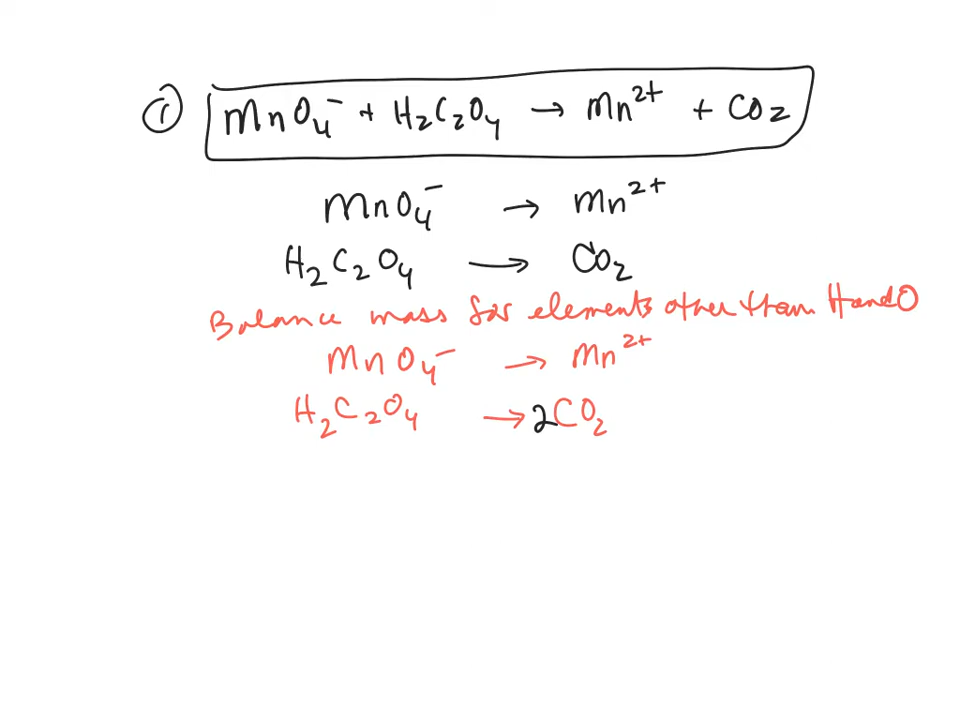 ① MnO₄⁻ + H₂C₂O₄ → Mn²⁺ + CO₂
MnO₄⁻ → Mn²⁺
H₂C₂O₄ → CO₂
Balance mass for elements other than H and O
MnO₄⁻ → Mn²⁺
H₂C₂O₄ → 2CO₂